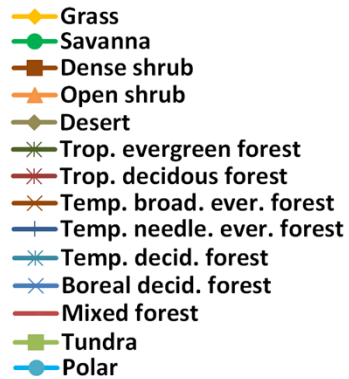 Grass
Savanna
Dense shrub
Open shrub
Desert
Trop. evergreen forest
Trop. decidous forest
Temp. broad. ever. forest
Temp. needle. ever. forest
Temp. decid. forest
Boreal decid. forest
Mixed forest
Tundra
Polar